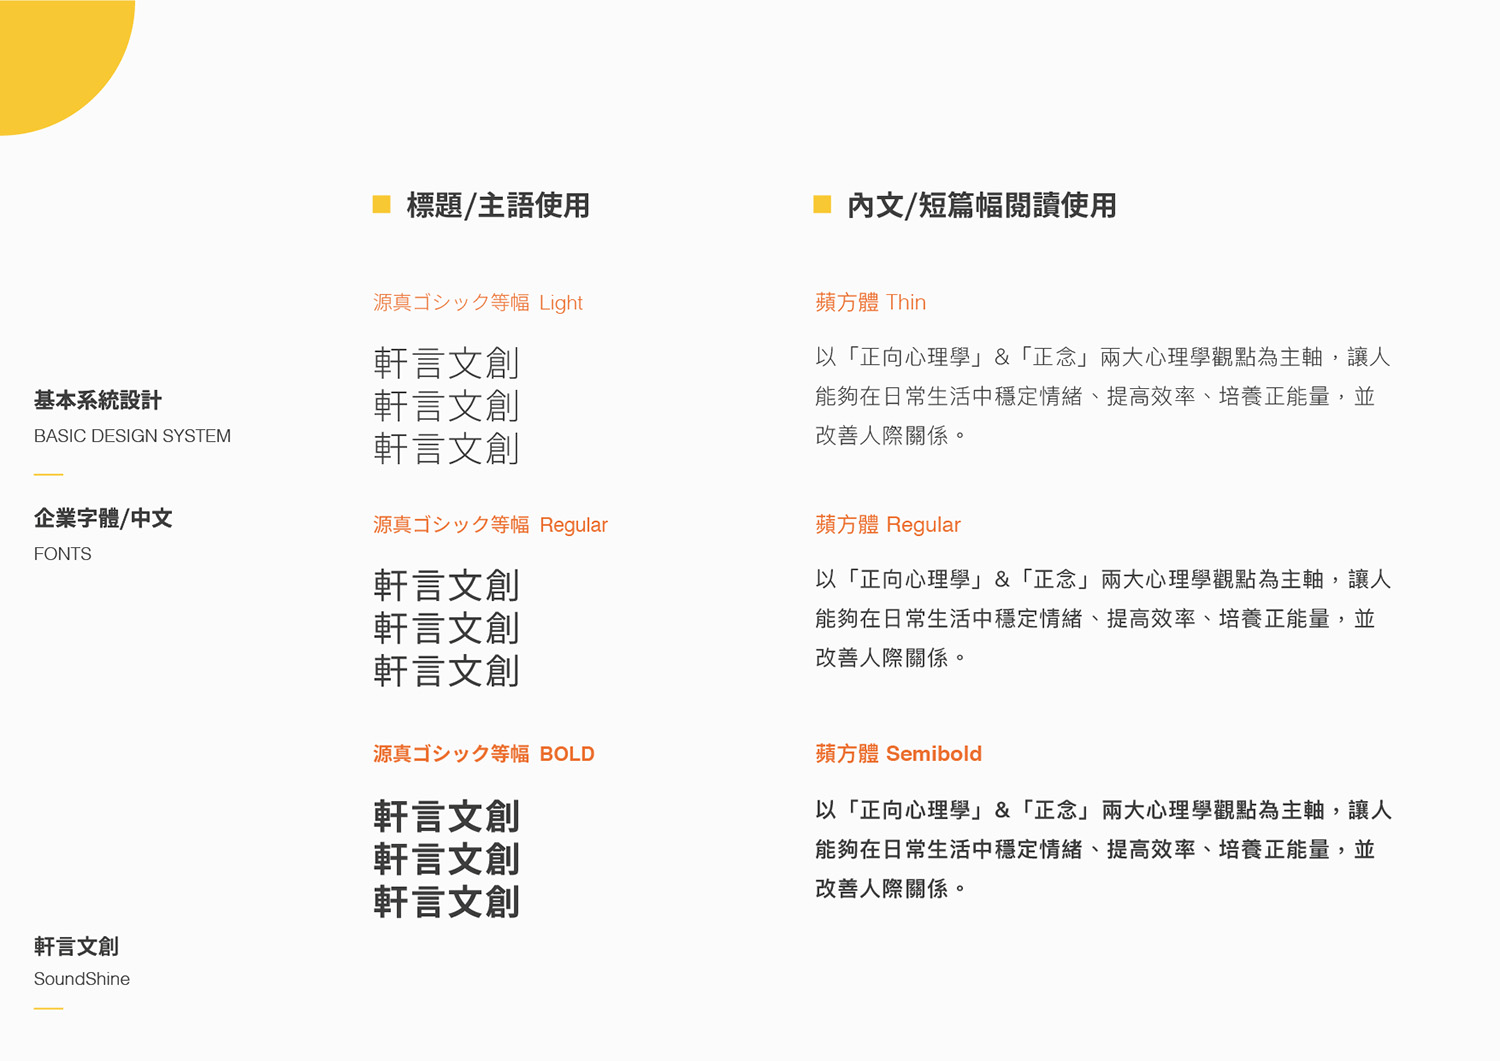 標題/主語使用
內文/短篇幅閱讀使用
源真ゴシック等幅 Light
軒言文創
軒言文創
軒言文創
蘋方體 Thin
以「正向心理學」&「正念」兩大心理學觀點為主軸，讓人
能夠在日常生活中穩定情緒、提高效率、培養正能量，並
改善人際關係。
基本系統設計
BASIC DESIGN SYSTEM
企業字體/中文
FONTS
源真ゴシック等幅 Regular
軒言文創
軒言文創
軒言文創
蘋方體 Regular
以「正向心理學」&「正念」兩大心理學觀點為主軸，讓人
能夠在日常生活中穩定情緒、提高效率、培養正能量，並
改善人際關係。
源真ゴシック等幅 BOLD
軒言文創
軒言文創
軒言文創
蘋方體 Semibold
以「正向心理學」&「正念」兩大心理學觀點為主軸，讓人
能夠在日常生活中穩定情緒、提高效率、培養正能量，並
改善人際關係。
軒言文創
SoundShine